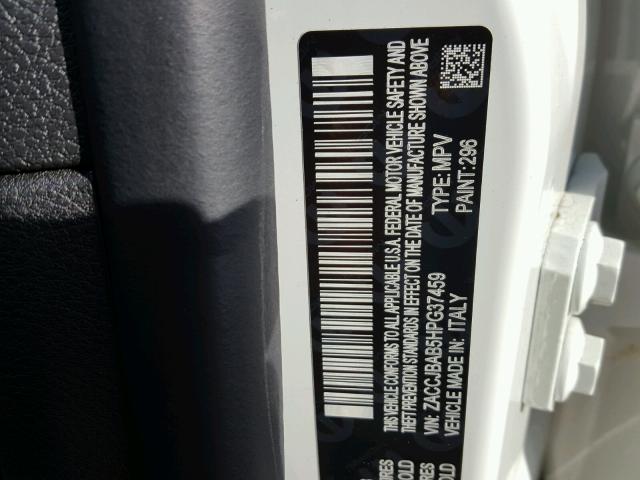 THIS VEHICLE CONFORMS TO ALL APPLICABLE U.S.A. FEDERAL MOTOR VEHICLE SAFETY AND
THEFT PREVENTION STANDARDS IN EFFECT ON THE DATE OF MANUFACTURE SHOWN ABOVE
VIN: ZACCJBAB5HPG37459 TYPE: MPV
VEHICLE MADE IN: ITALY PAINT: 296